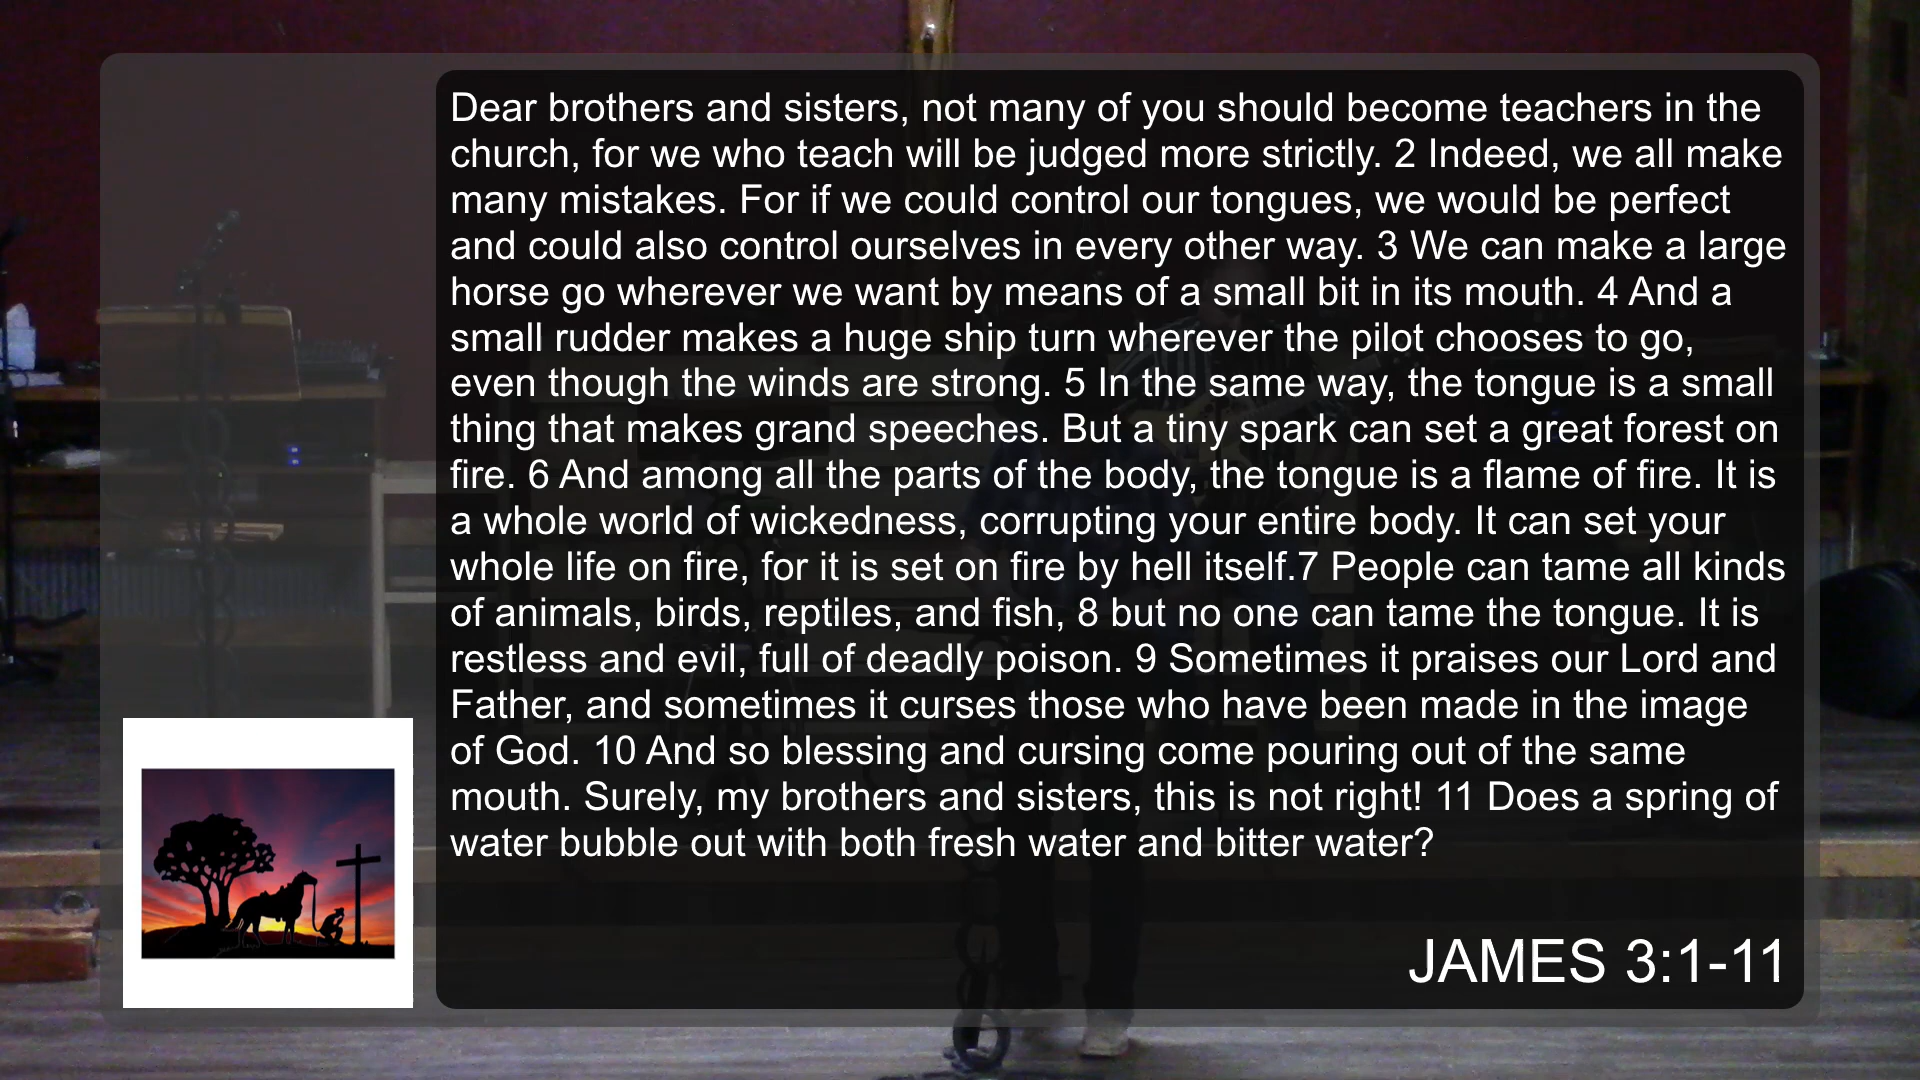 Dear brothers and sisters, not many of you should become teachers in the
church, for we who teach will be judged more strictly. 2 Indeed, we all make
many mistakes. For if we could control our tongues, we would be perfect
and could also control ourselves in every other way. 3 We can make a large
horse go wherever we want by means of a small bit in its mouth. 4 And a
small rudder makes a huge ship turn wherever the pilot chooses to go,
even though the winds are strong. 5 In the same way, the tongue is a small
thing that makes grand speeches. But a tiny spark can set a great forest on
fire. 6 And among all the parts of the body, the tongue is a flame of fire. It is
a whole world of wickedness, corrupting your entire body. It can set your
whole life on fire, for it is set on fire by hell itself.7 People can tame all kinds
of animals, birds, reptiles, and fish, 8 but no one can tame the tongue. It is
restless and evil, full of deadly poison. 9 Sometimes it praises our Lord and
Father, and sometimes it curses those who have been made in the image
of God. 10 And so blessing and cursing come pouring out of the same
mouth. Surely, my brothers and sisters, this is not right! 11 Does a spring of
water bubble out with both fresh water and bitter water?
JAMES 3:1-11